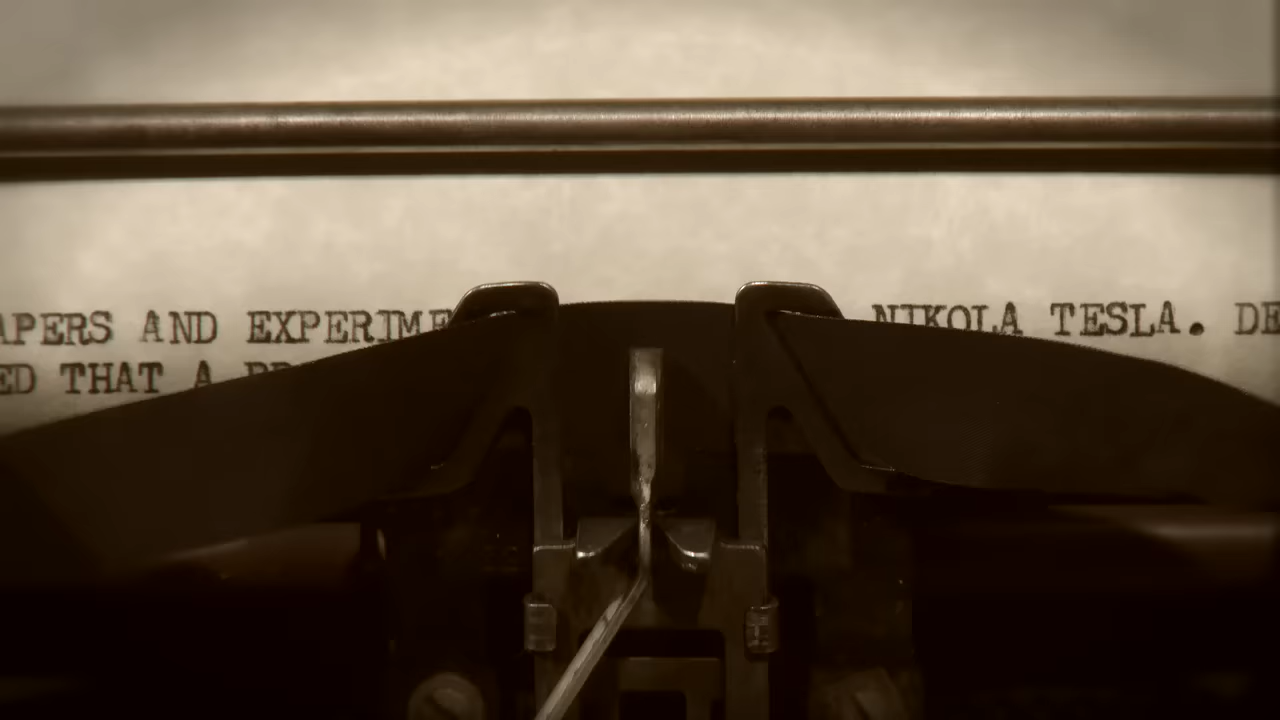 APERS AND EXPERIME NIKOLA TESLA. DE
ED THAT A